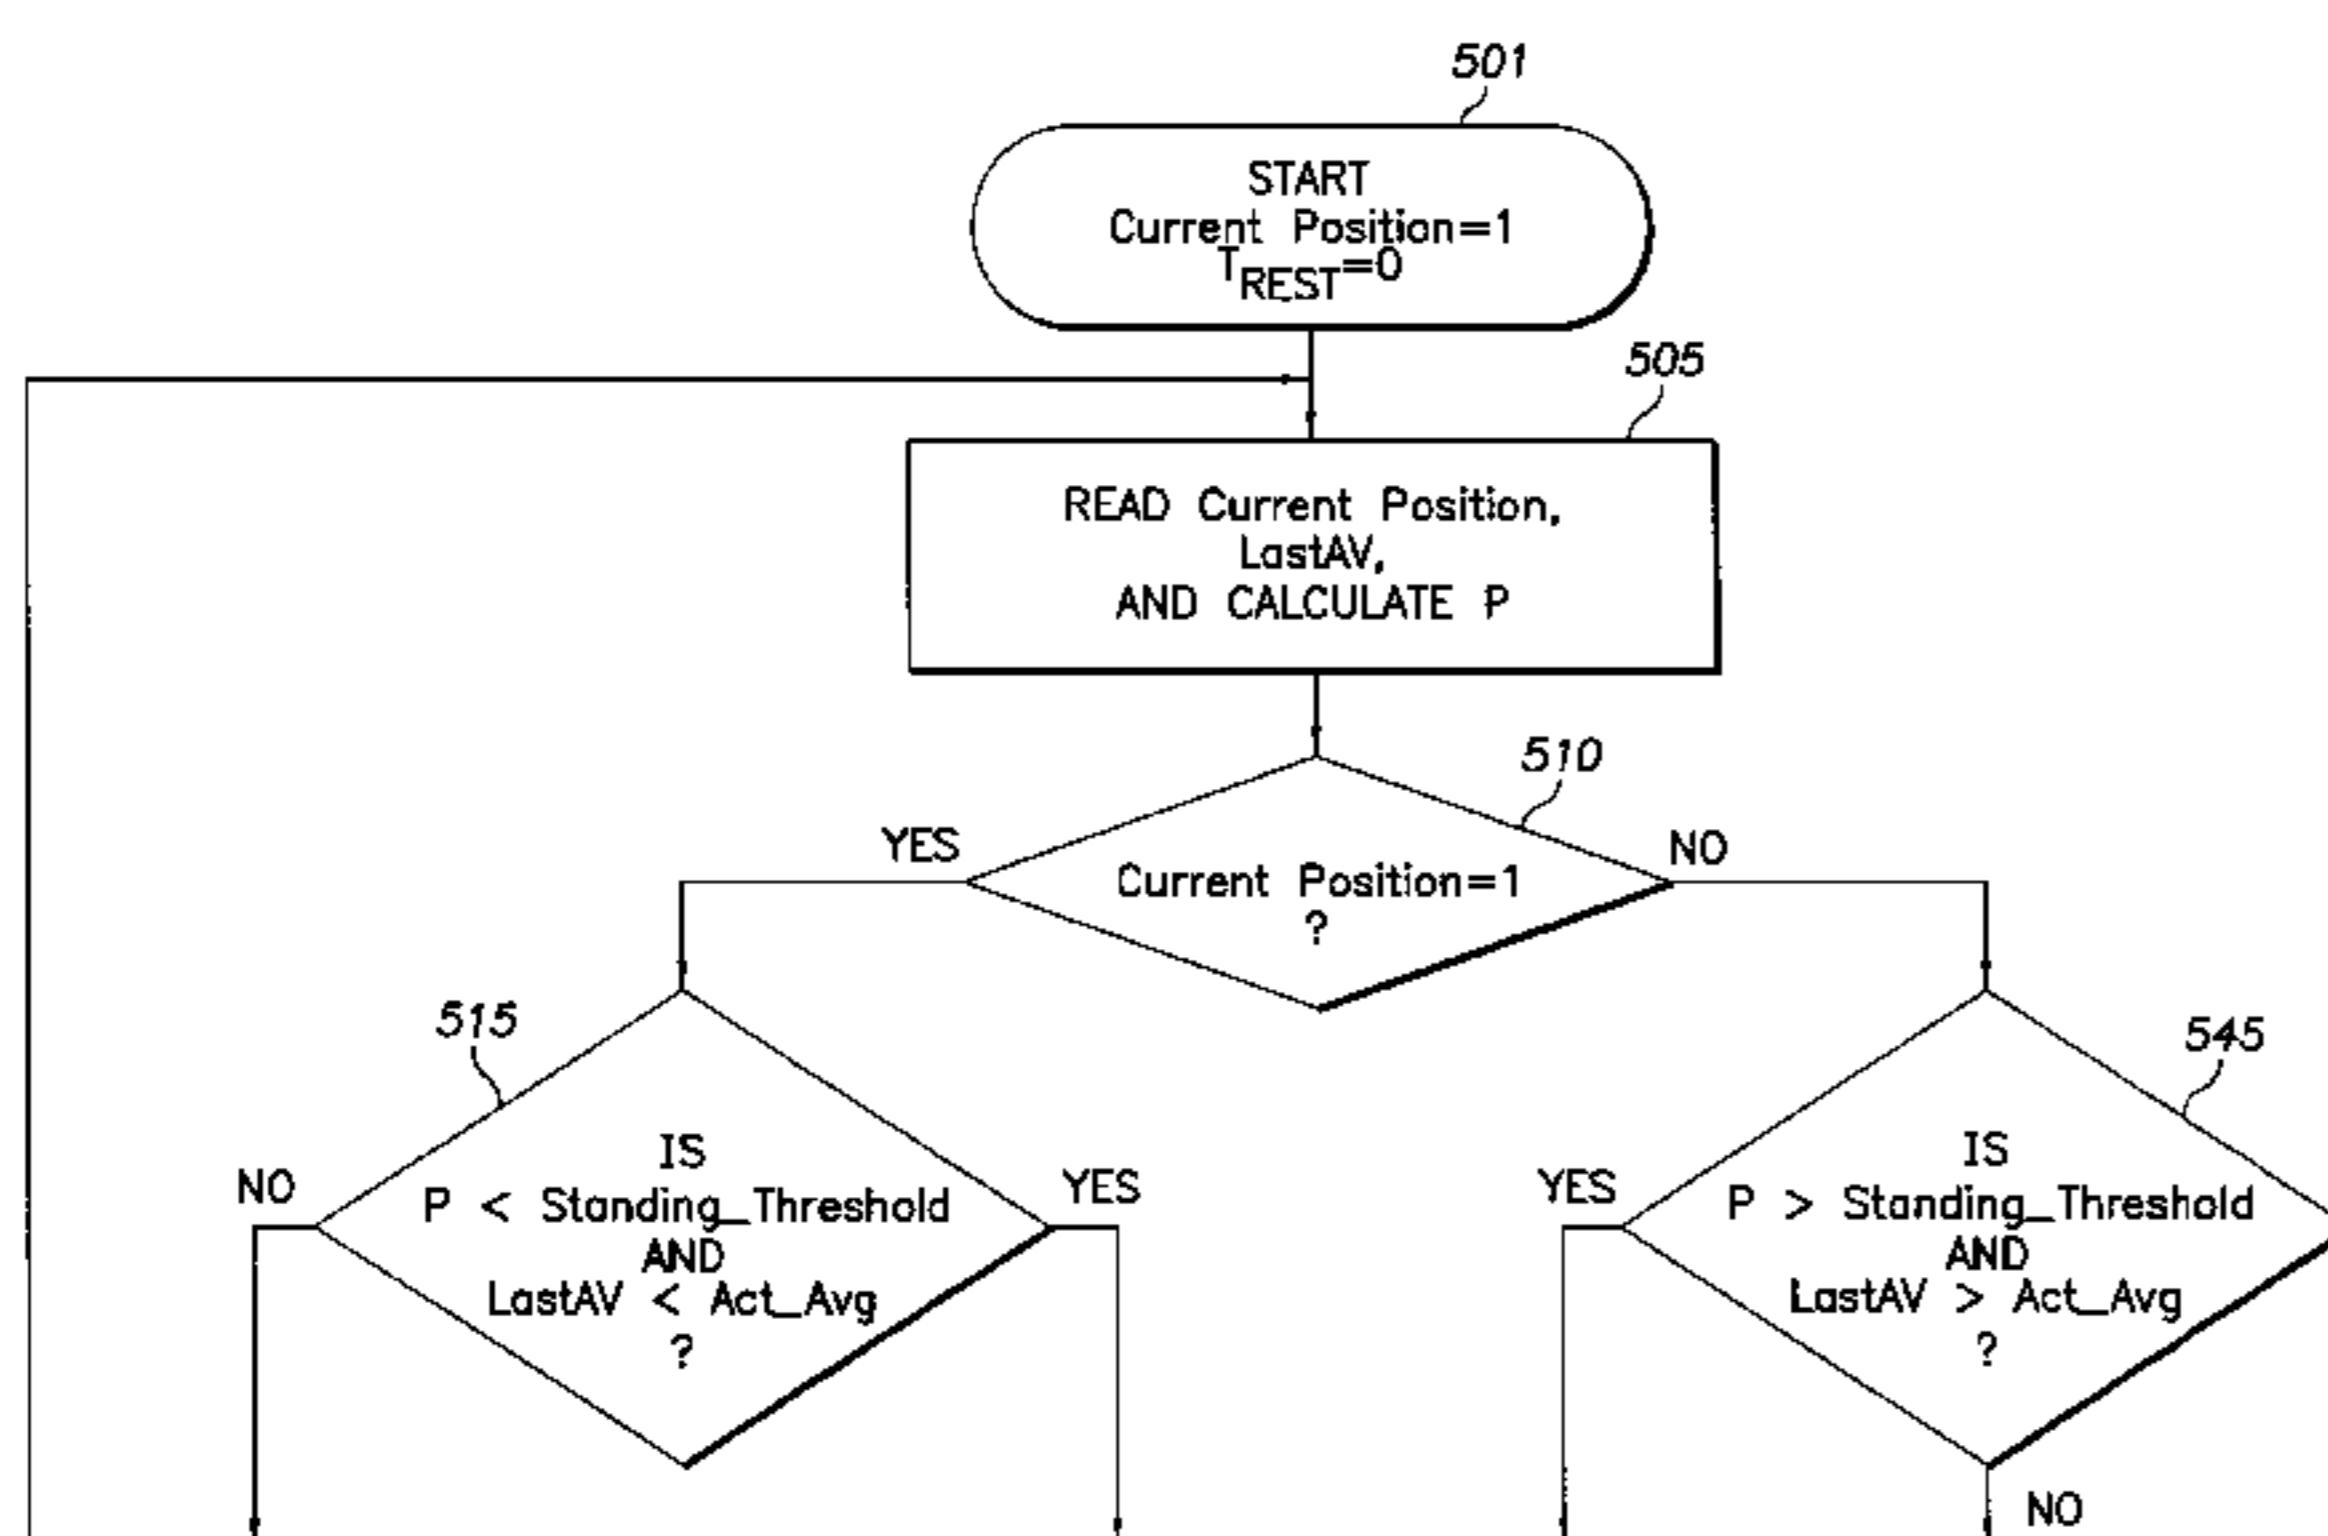 501
START
Current Position=1
TREST=0
505
READ Current Position,
LastAV,
AND CALCULATE P
510
YES
NO
Current Position=1
?
515
545
IS
P < Standing_Threshold
AND
LastAV < Act_Avg
?
NO
YES
IS
P > Standing_Threshold
AND
LastAV > Act_Avg
?
YES
NO